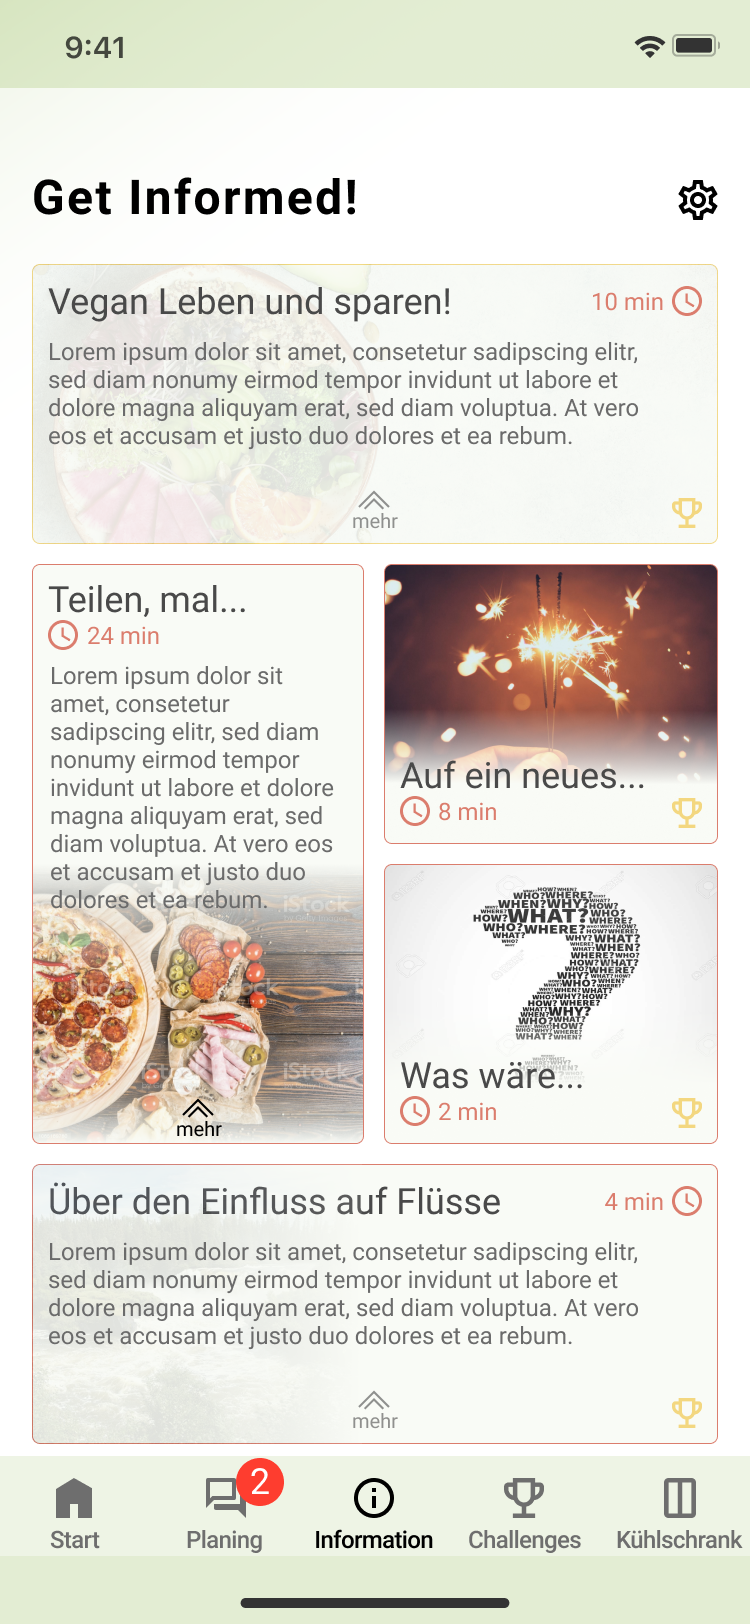 9:41
Get Informed!
Vegan Leben und sparen!
10 min
Lorem ipsum dolor sit amet, consetetur sadipscing elitr,
sed diam nonumy eirmod tempor invidunt ut labore et
dolore magna aliquyam erat, sed diam voluptua. At vero
eos et accusam et justo duo dolores et ea rebum.
mehr
Teilen, mal...
24 min
Lorem ipsum dolor sit
amet, consetetur
sadipscing elitr, sed diam
nonumy eirmod tempor
invidunt ut labore et dolore
magna aliquyam erat, sed
diam voluptua. At vero eos
et accusam et justo duo
dolores et ea rebum.
iStock
iStock
iStock
iStock
iStock
mehr
Auf ein neues...
8 min
WHAT?
WHERE?
WHO?
WHY?
WHEN?
HOW?
Was wäre...
2 min
Über den Einfluss auf Flüsse
4 min
Lorem ipsum dolor sit amet, consetetur sadipscing elitr,
sed diam nonumy eirmod tempor invidunt ut labore et
dolore magna aliquyam erat, sed diam voluptua. At vero
eos et accusam et justo duo dolores et ea rebum.
mehr
2
Start
Planing
Information
Challenges
Kühlschrank